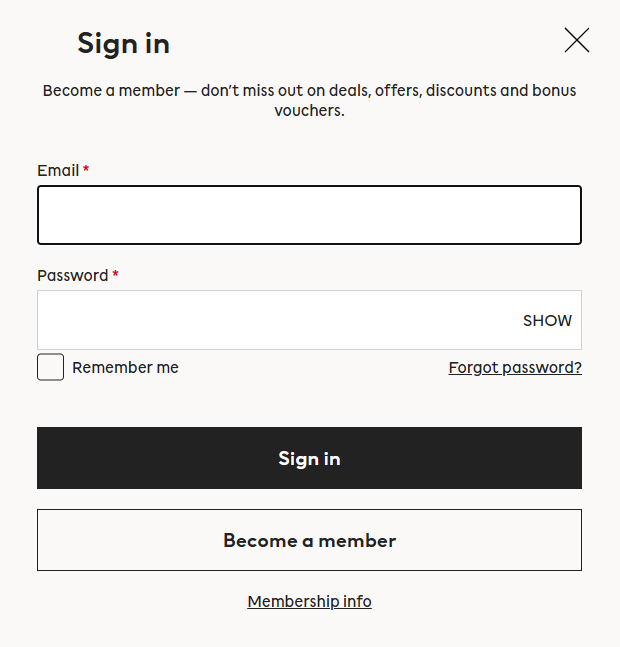 Sign in
Become a member — don't miss out on deals, offers, discounts and bonus
vouchers.
Email *
Password *
SHOW
Remember me
Forgot password?
Sign in
Become a member
Membership info